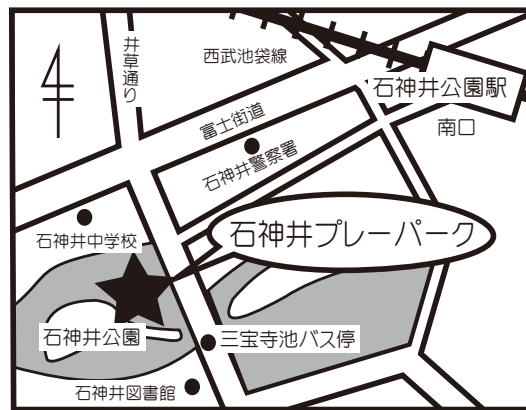 井草通り
西武池袋線
石神井公園駅
南口
富士街道
石神井警察署
石神井中学校
石神井プレーパーク
石神井公園
三宝寺池バス停
石神井図書館